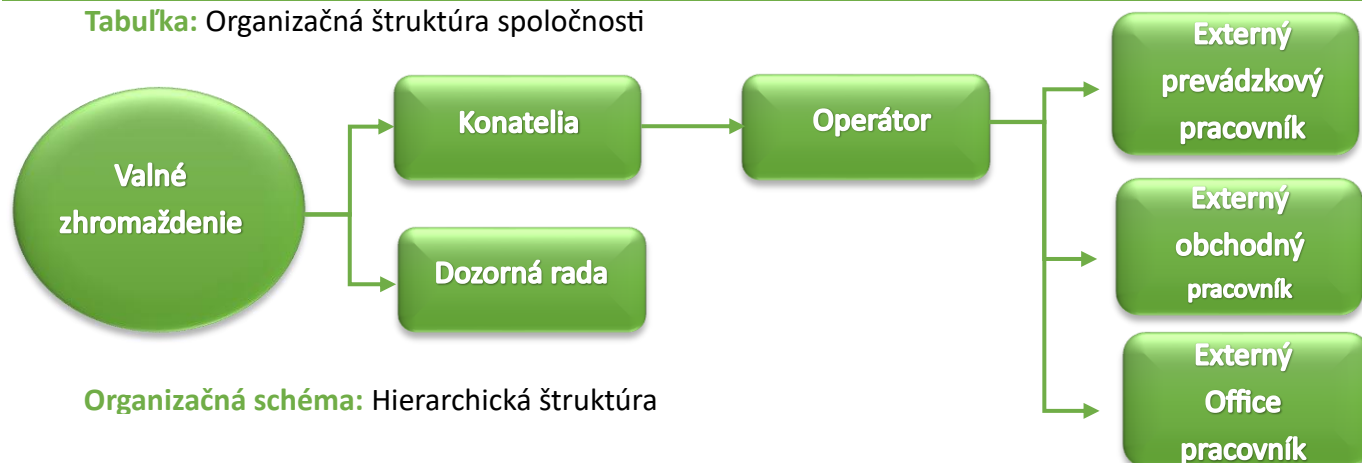 Tabuľka: Organizačná štruktúra spoločnosti
Valné
zhromaždenie
Konatelia
Dozorná rada
Operátor
Externý
prevádzkový
pracovník
Externý
obchodný
pracovník
Externý
Office
pracovník
Organizačná schéma: Hierarchická štruktúra